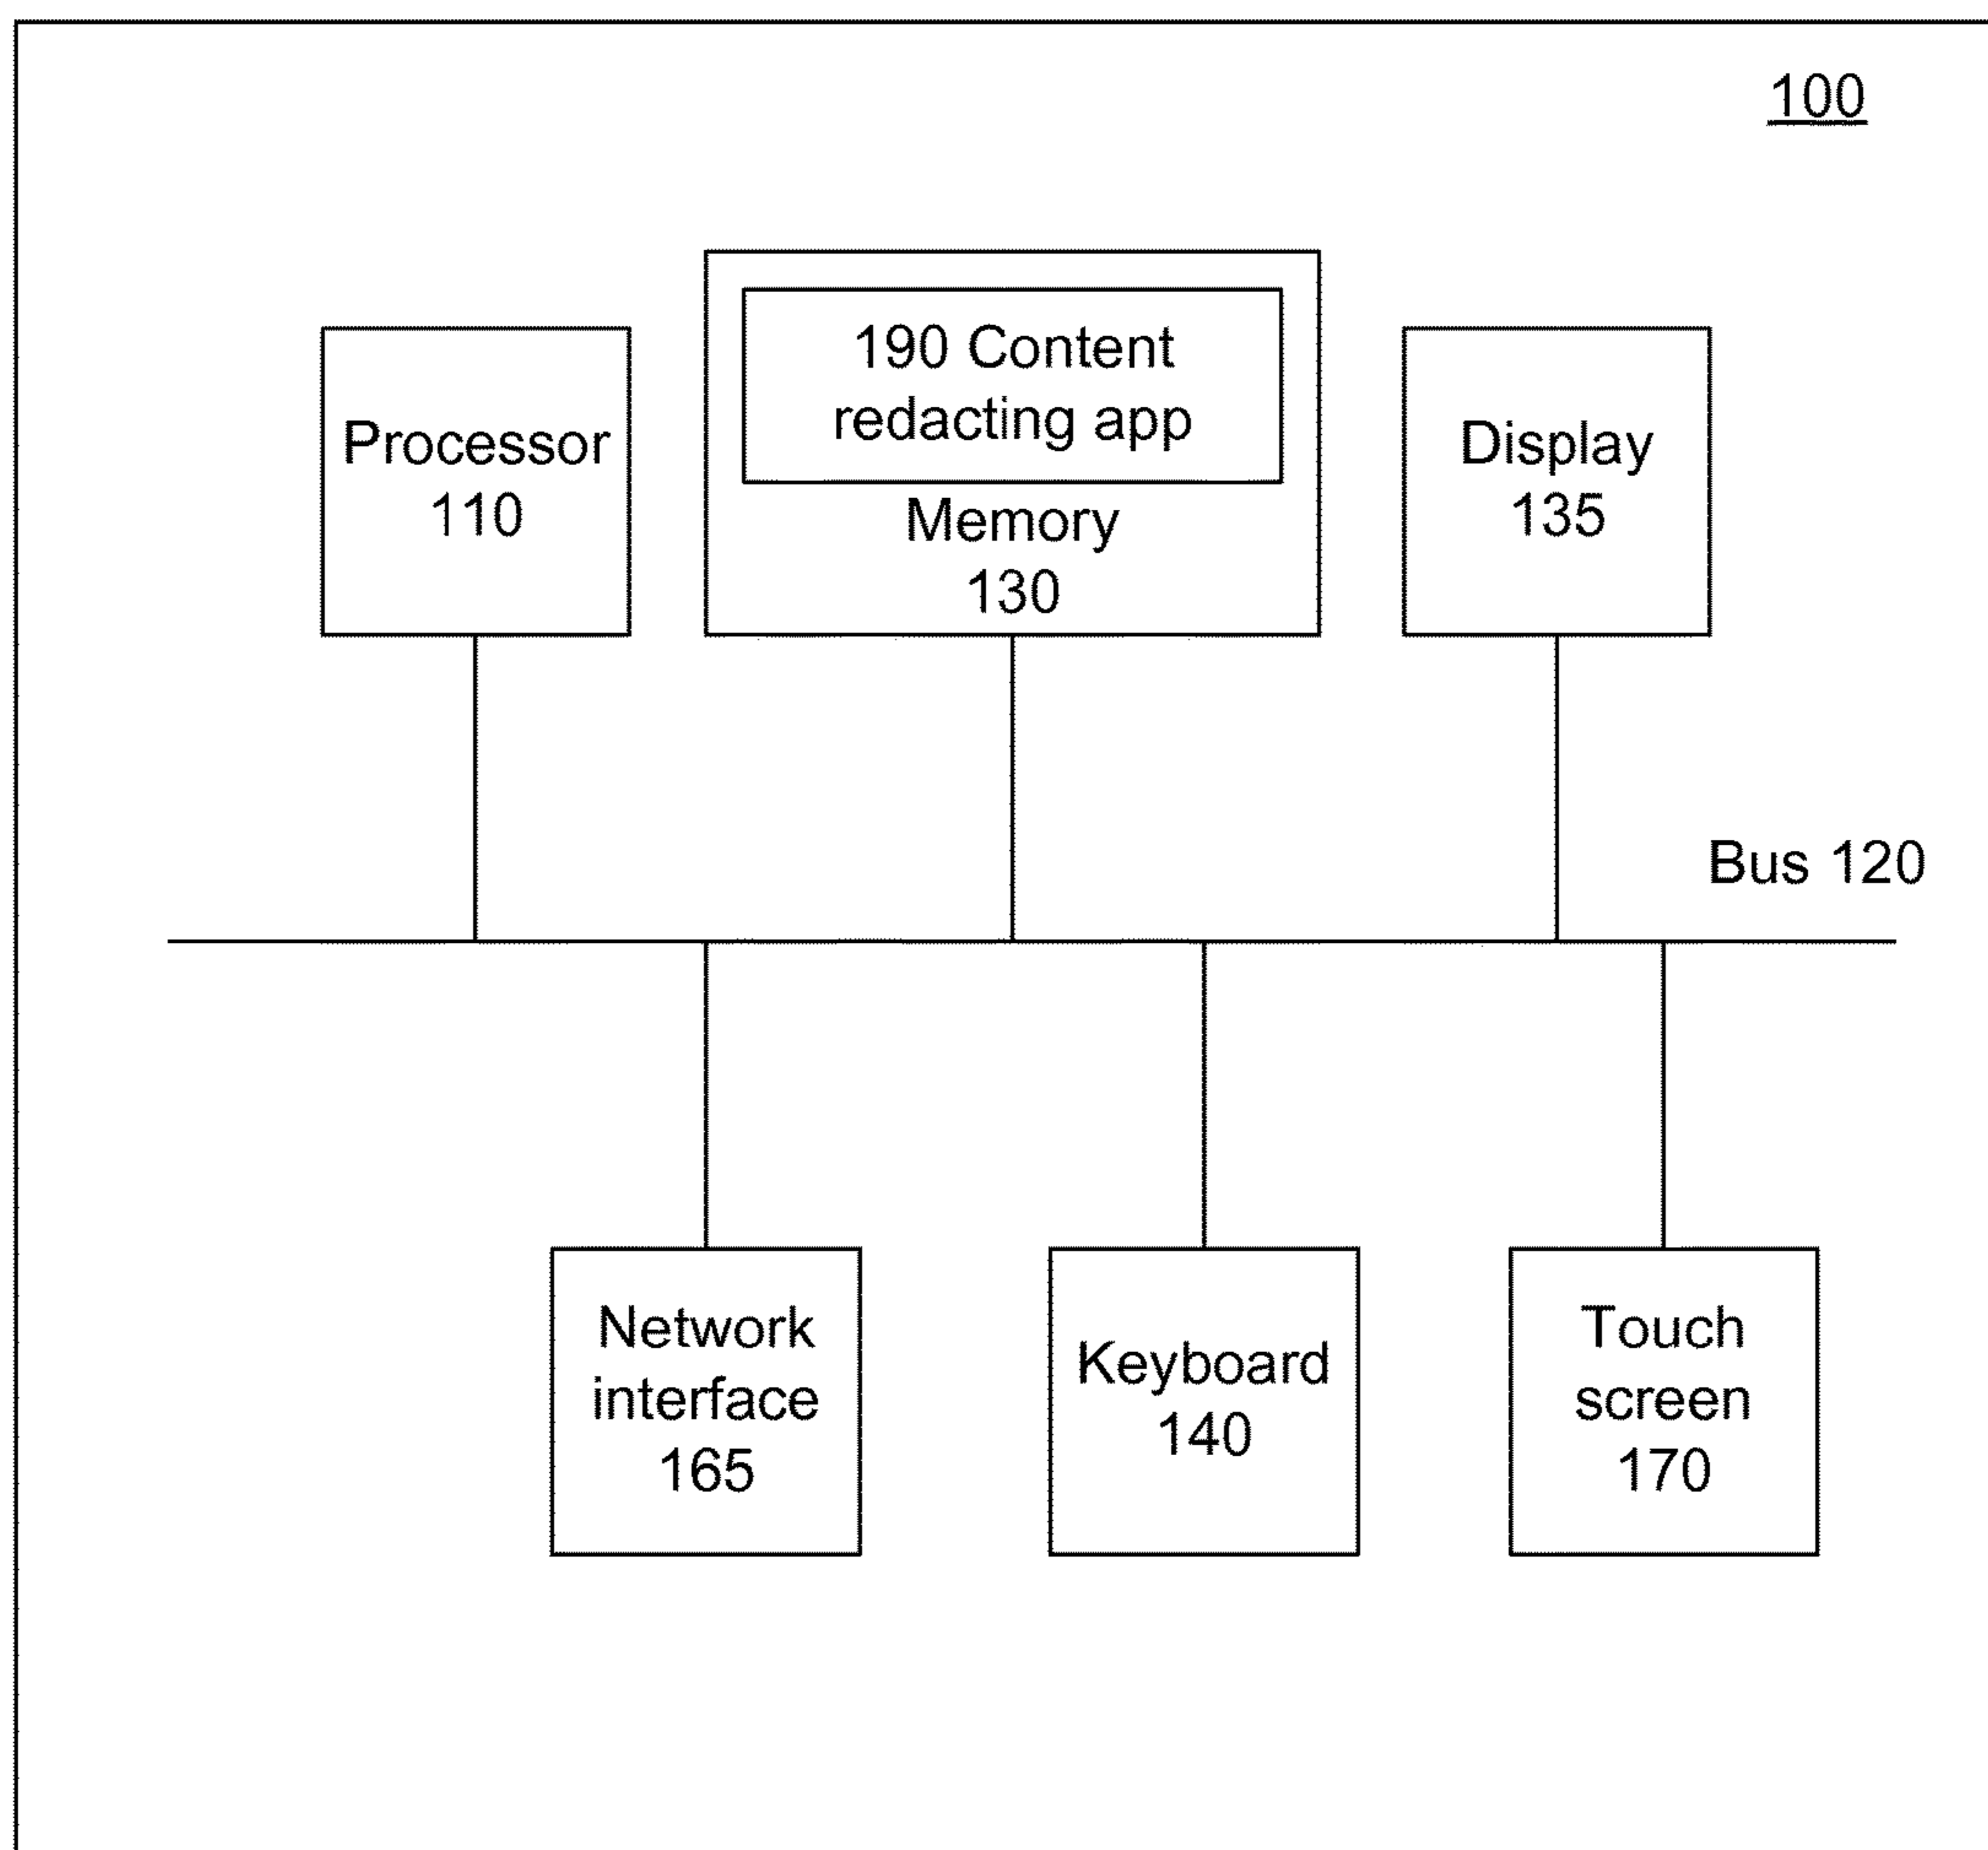 100
190 Content
redacting app
Processor
110
Memory
130
Display
135
Bus 120
Network
interface
165
Keyboard
140
Touch
screen
170